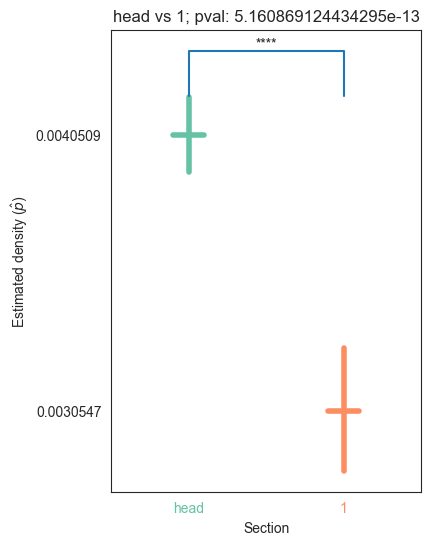 head vs 1; pval: 5.160869124434295e-13
****
0.0040509
Estimated density (p̂)
0.0030547
head
1
Section